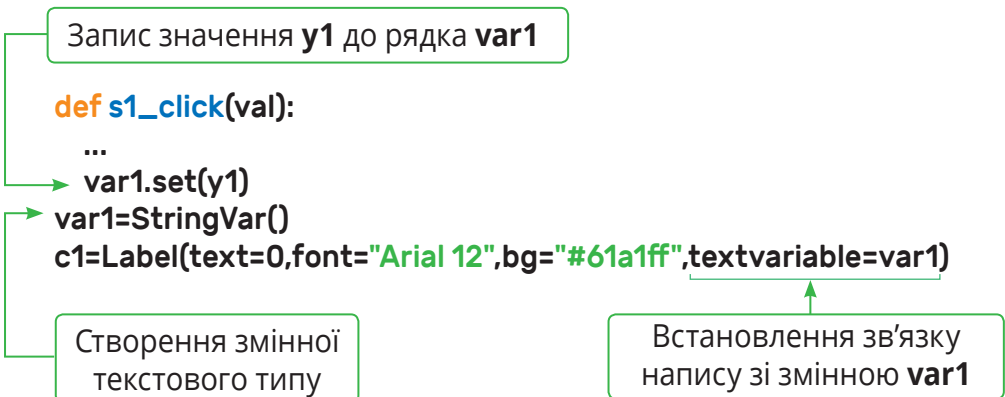 Запис значення y1 до рядка var1
def s1_click(val):
...
var1.set(y1)
var1=StringVar()
c1=Label(text=0,font="Arial 12",bg="#61a1ff",textvariable=var1)
Створення змінної
текстового типу
Встановлення зв’язку
напису зі змінною var1